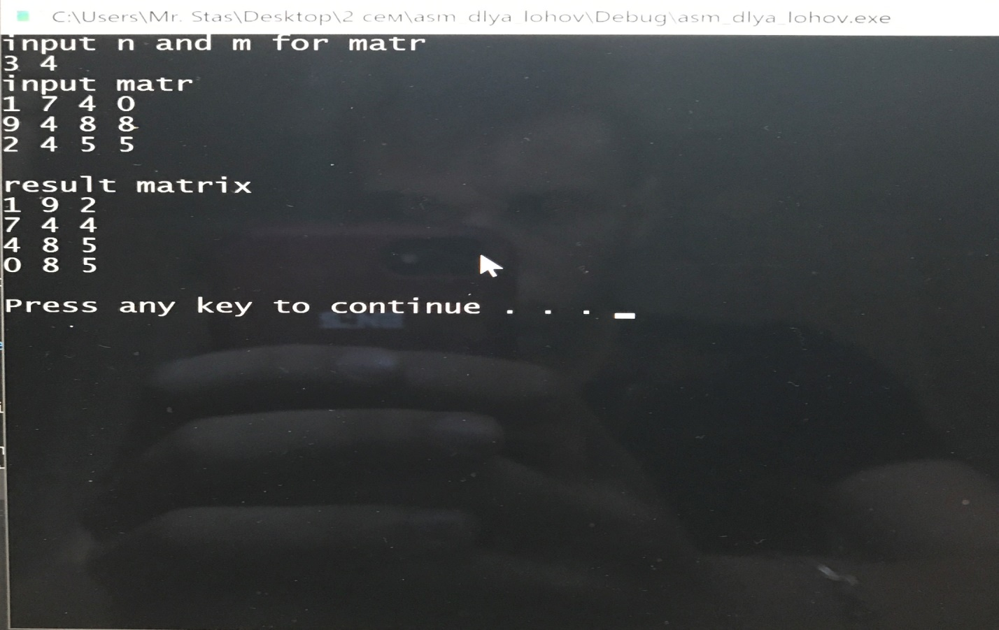 C:\Users\Mr. Stas\Desktop\2 сем\asm_dlya_lohov\Debug\asm_dlya_lohov.exe
input n and m for matr
3 4
input matr
1 7 4 0
9 4 8 8
2 4 5 5
result matrix
1 9 2
7 4 4
4 8 5
0 8 5
Press any key to continue . . . _